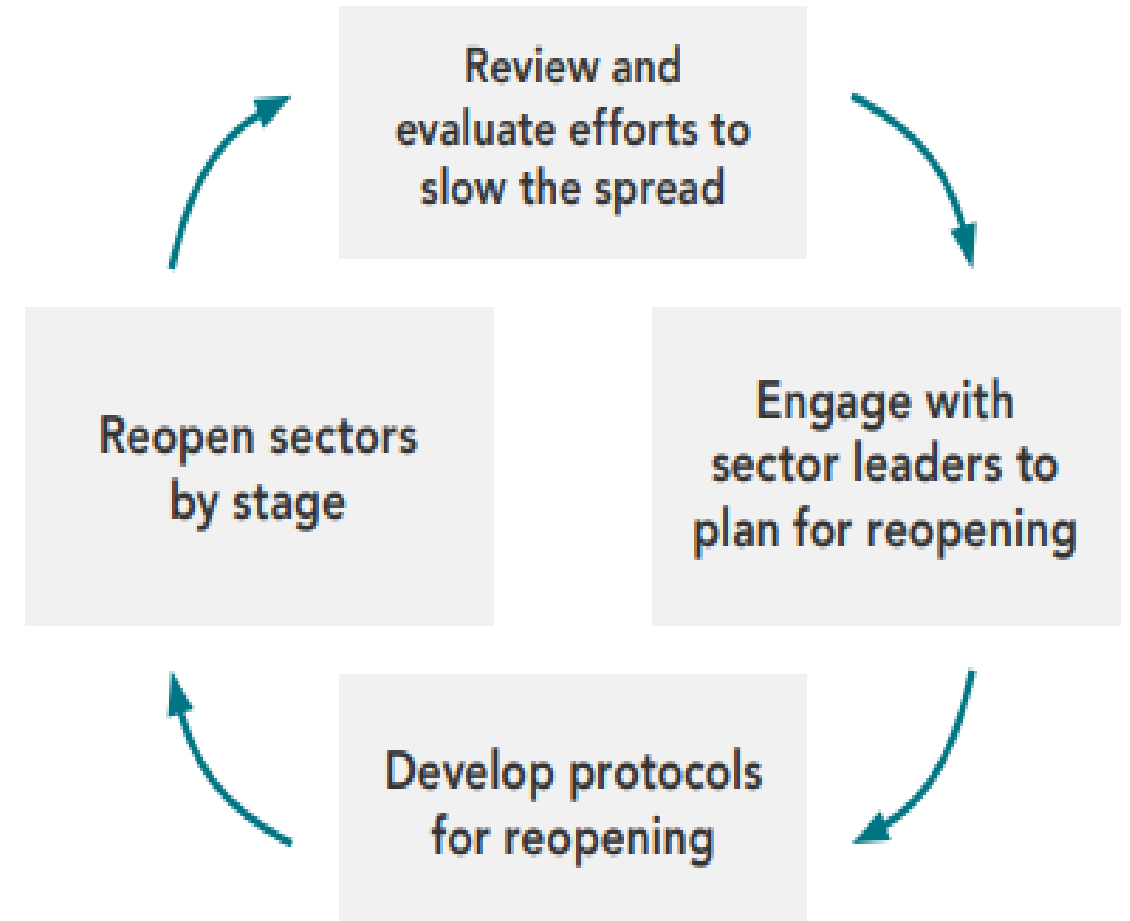 Review and
evaluate efforts to
slow the spread
Engage with
sector leaders to
plan for reopening
Develop protocols
for reopening
Reopen sectors
by stage